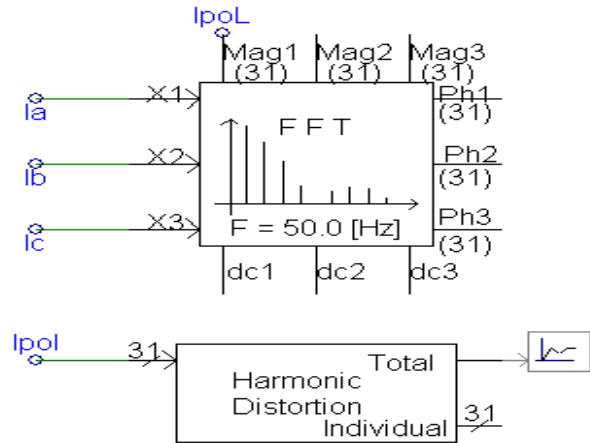 IpoL
Mag1 Mag2 Mag3
(31) (31) (31)
Ia X1 Ph1
(31)
F F T
Ib X2 Ph2
(31)
Ic X3 Ph3
F = 50.0 [Hz] (31)
dc1 dc2 dc3
Ipol 31 Total
Harmonic
Distortion
Individual 31